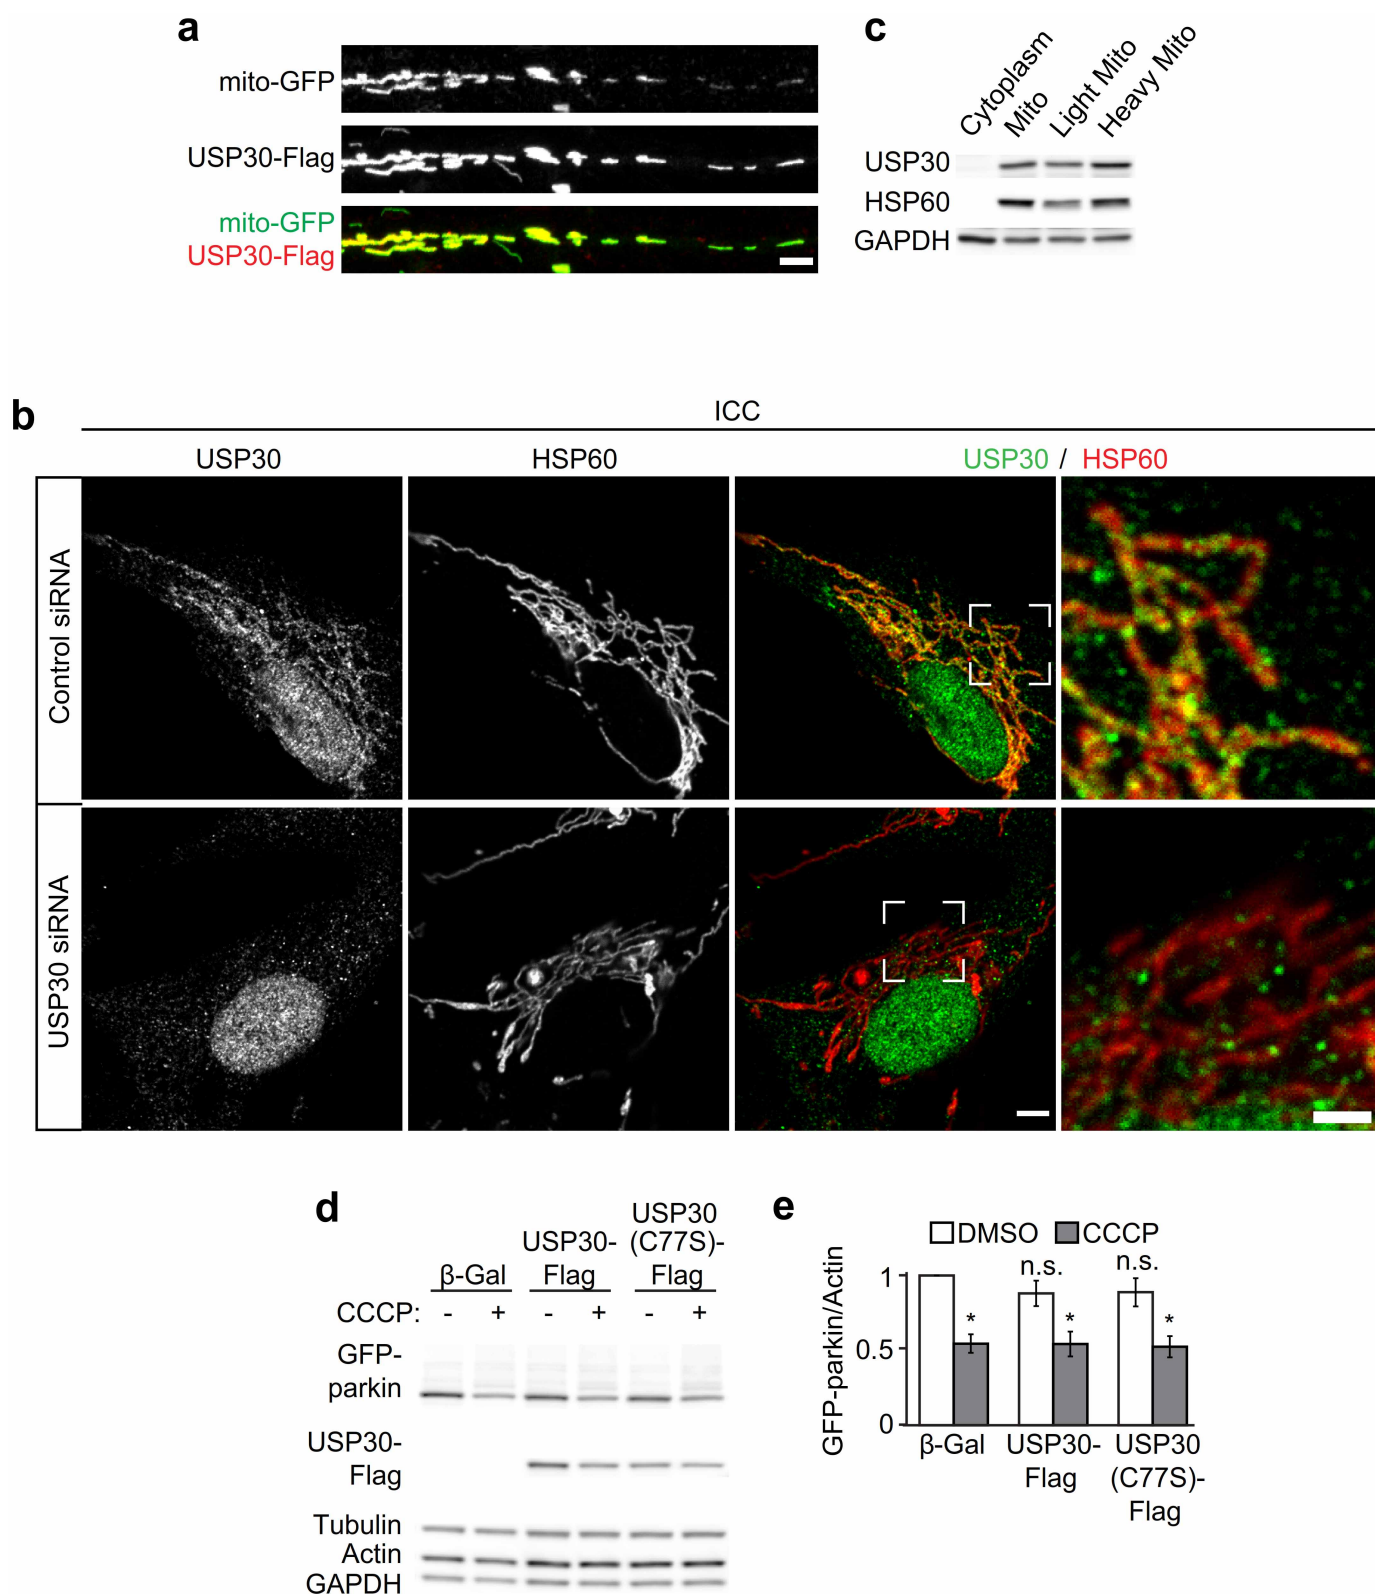 a
mito-GFP
USP30-Flag
mito-GFP
USP30-Flag
c
Cytoplasm
Mito
Light Mito
Heavy Mito
USP30
HSP60
GAPDH
b
ICC
USP30
HSP60
USP30 / HSP60
Control siRNA
USP30 siRNA
d
β-Gal
USP30-
Flag
USP30
(C77S)-
Flag
CCCP: - + - + - +
GFP-
parkin
USP30-
Flag
Tubulin
Actin
GAPDH
e
DMSO CCCP
GFP-parkin/Actin
1
0.5
0
n.s.
n.s.
*
*
*
β-Gal
USP30-
Flag
USP30
(C77S)-
Flag